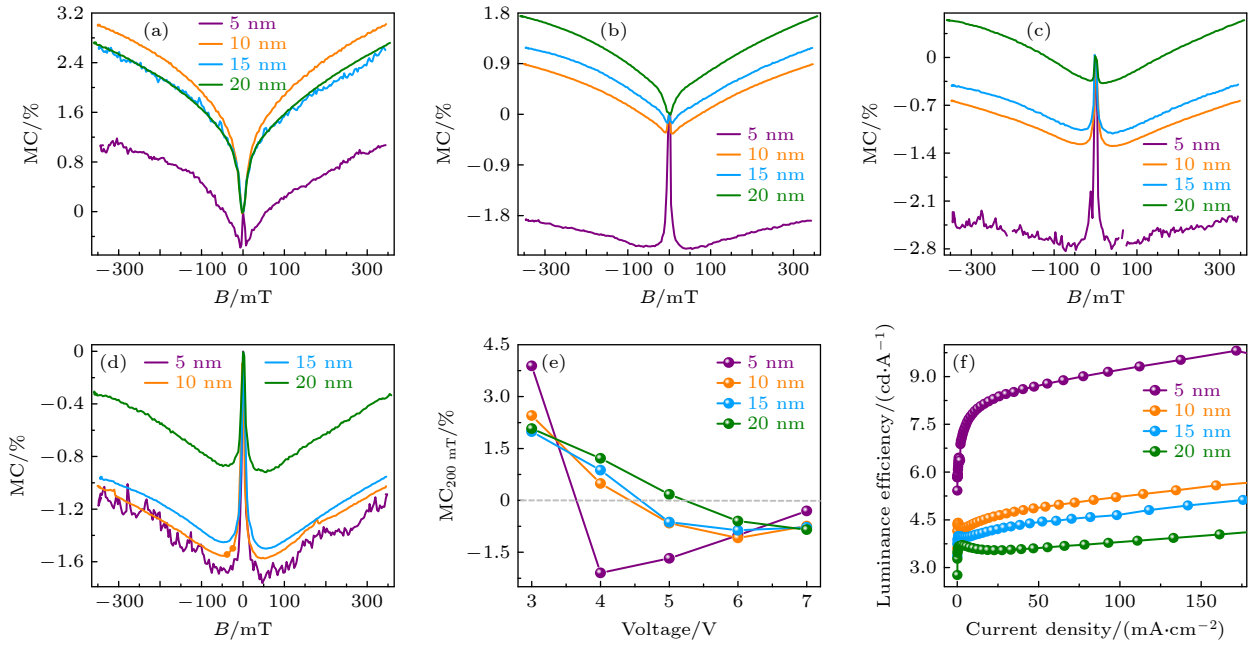 (a)
5 nm
10 nm
15 nm
20 nm
3.2
2.4
1.6
0.8
0
MC/%
−300 −100 0 100 300
B/mT
(b)
1.8
0.9
0
−0.9
−1.8
MC/%
5 nm
10 nm
15 nm
20 nm
−300 −100 0 100 300
B/mT
(c)
0
−0.7
−1.4
−2.1
−2.8
MC/%
5 nm
10 nm
15 nm
20 nm
−300 −100 0 100 300
B/mT
(d)
5 nm 15 nm
10 nm 20 nm
0
−0.4
−0.8
−1.2
−1.6
MC/%
−300 −100 0 100 300
B/mT
(e)
5 nm
10 nm
15 nm
20 nm
4.5
3.0
1.5
0
−1.5
MC200 mT/%
3 4 5 6 7
Voltage/V
(f)
5 nm
10 nm
15 nm
20 nm
9.0
7.5
6.0
4.5
3.0
Luminance efficiency/(cd·A−1)
0 50 100 150
Current density/(mA·cm−2)